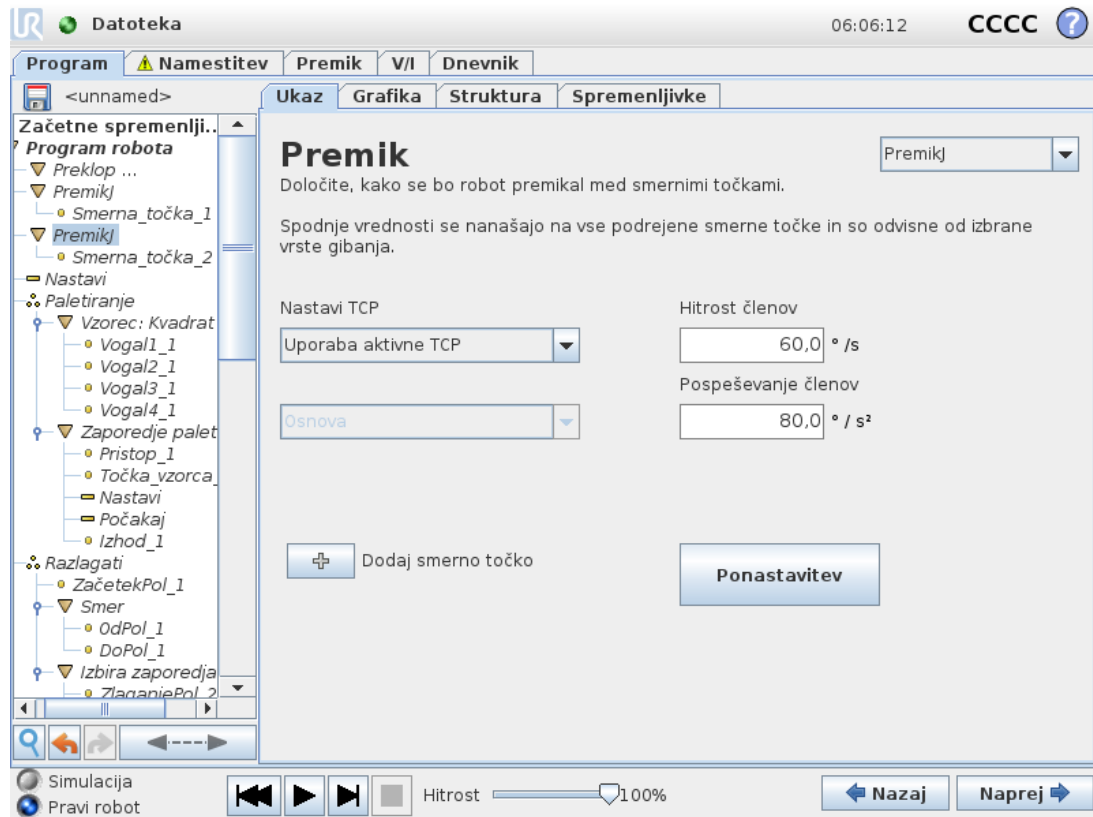 UR Datoteka 06:06:12 CCCC ?
Program Namestitev Premik V/I Dnevnik
<unnamed>
Ukaz Grafika Struktura Spremenljivke
Začetne spremenlji..
Program robota
Preklop ...
PremikJ
Smerna_točka_1
PremikJ
Smerna_točka_2
Nastavi
Paletiranje
Vzorec: Kvadrat
Vogal1_1
Vogal2_1
Vogal3_1
Vogal4_1
Zaporedje palet
Pristop_1
Točka_vzorca_
Nastavi
Počakaj
Izhod_1
Razlagati
ZačetekPol_1
Smer
OdPol_1
DoPol_1
Izbira zaporedja
ZlaganjePol_2
Premik
PremikJ
Določite, kako se bo robot premikal med smernimi točkami.
Spodnje vrednosti se nanašajo na vse podrejene smerne točke in so odvisne od izbrane
vrste gibanja.
Nastavi TCP
Uporaba aktivne TCP
Osnova
Hitrost členov
60,0 ° /s
Pospeševanje členov
80,0 ° / s²
Dodaj smerno točko
Ponastavitev
Simulacija
Pravi robot
Hitrost 100%
Nazaj
Naprej